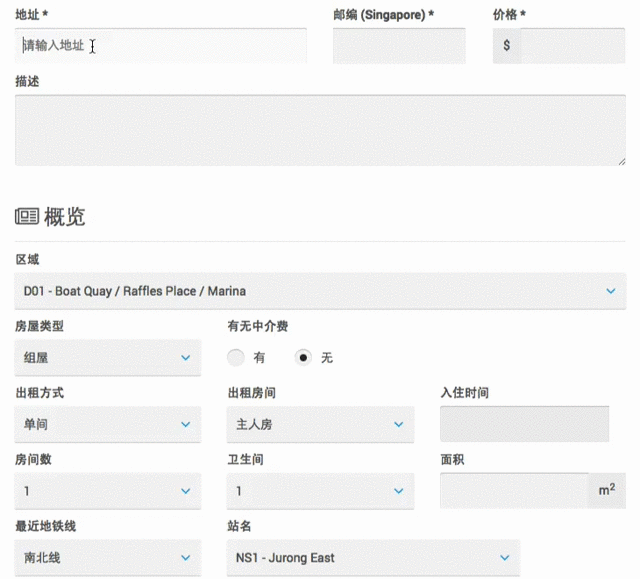 地址 * 邮编 (Singapore) * 价格 *
请输入地址 $
描述
概览
区域
D01 - Boat Quay / Raffles Place / Marina
房屋类型 有无中介费
组屋 有 无
出租方式 出租房间 入住时间
单间 主人房
房间数 卫生间 面积
1 1 m²
最近地铁线 站名
南北线 NS1 - Jurong East